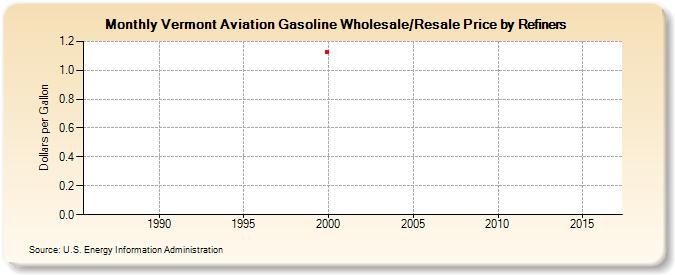 Monthly Vermont Aviation Gasoline Wholesale/Resale Price by Refiners
Dollars per Gallon
1.2
1.0
0.8
0.6
0.4
0.2
0.0
1990 1995 2000 2005 2010 2015
Source: U.S. Energy Information Administration